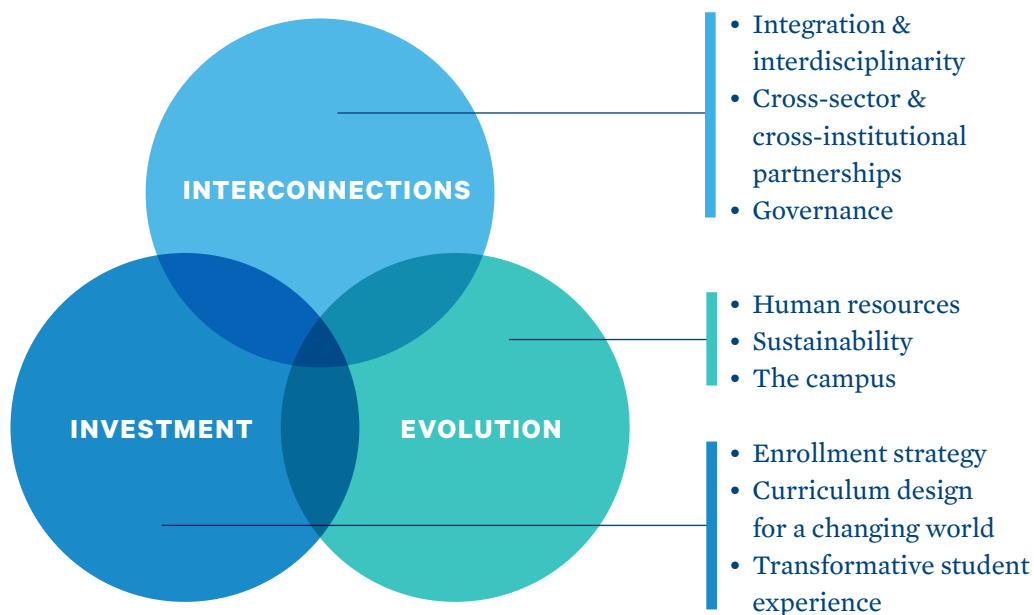 INTERCONNECTIONS
INVESTMENT
EVOLUTION
• Integration &
interdisciplinarity
• Cross-sector &
cross-institutional
partnerships
• Governance
• Human resources
• Sustainability
• The campus
• Enrollment strategy
• Curriculum design
for a changing world
• Transformative student
experience